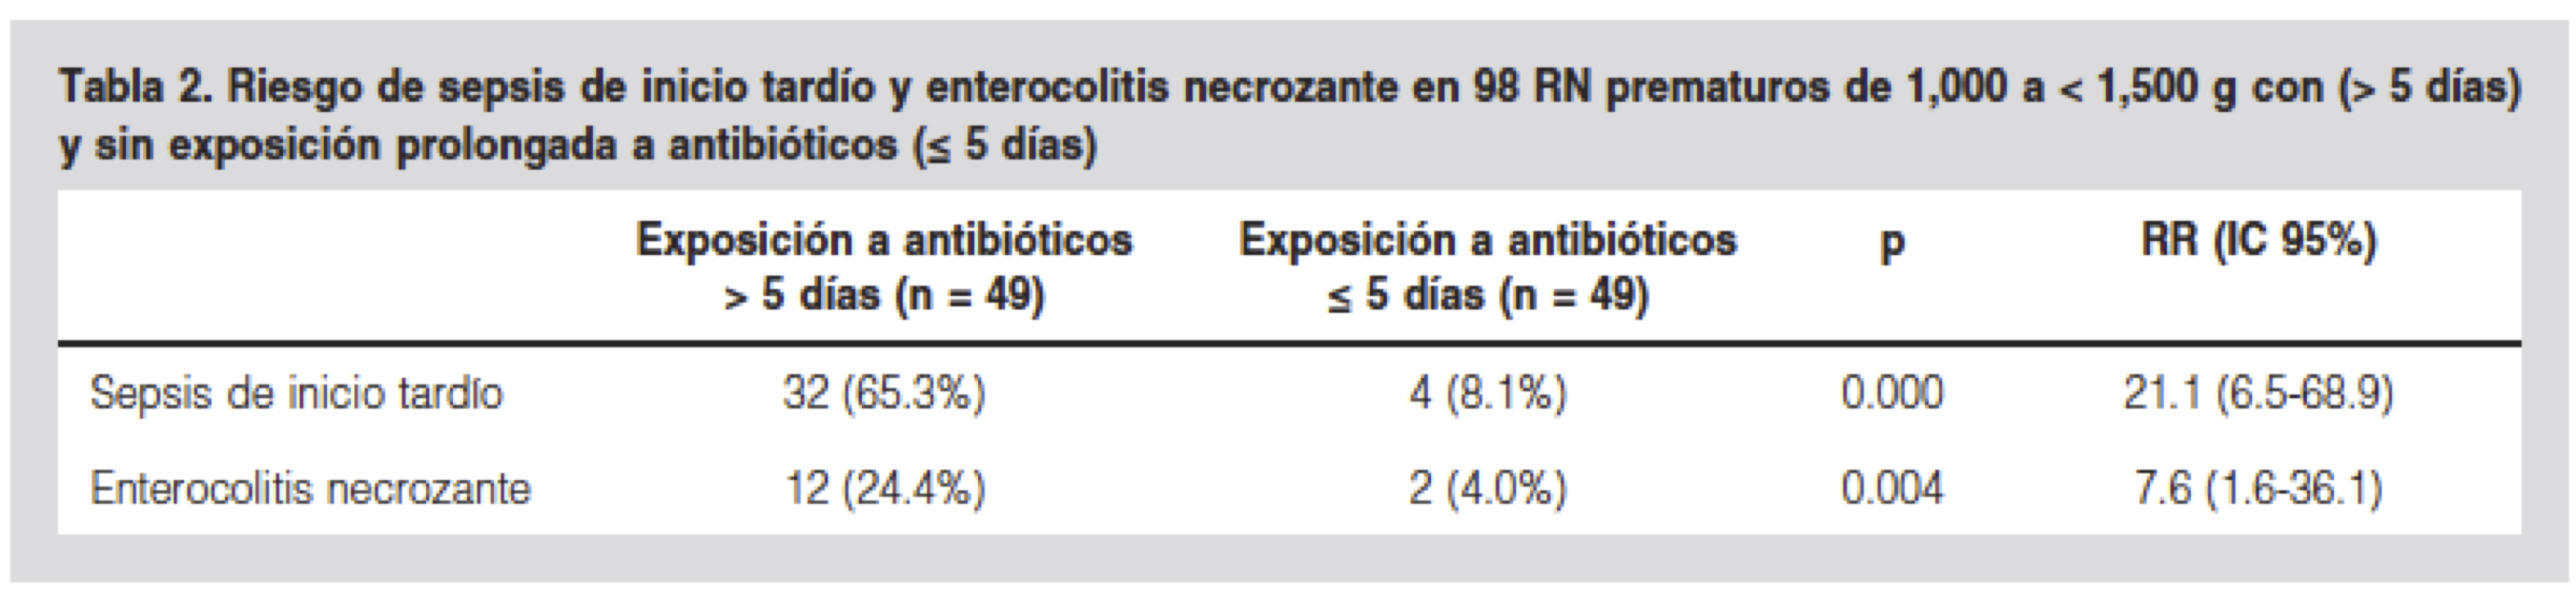 Tabla 2. Riesgo de sepsis de inicio tardío y enterocolitis necrozante en 98 RN prematuros de 1,000 a < 1,500 g con (> 5 días)
y sin exposición prolongada a antibióticos (≤ 5 días)
Exposición a antibióticos Exposición a antibióticos p RR (IC 95%)
> 5 días (n = 49) ≤ 5 días (n = 49)
Sepsis de inicio tardío 32 (65.3%) 4 (8.1%) 0.000 21.1 (6.5-68.9)
Enterocolitis necrozante 12 (24.4%) 2 (4.0%) 0.004 7.6 (1.6-36.1)